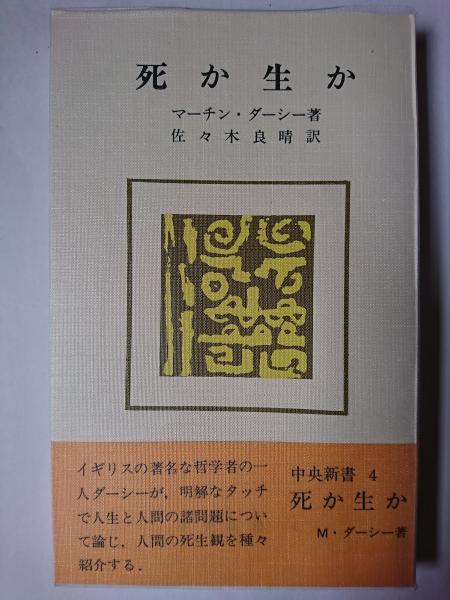 死か生か
マーチン・ダーシー著
佐々木良晴訳
イギリスの著名な哲学者の一
人ダーシーが，明解なタッチ
で人生と人間の諸問題につい
て論じ，人間の死生観を種々
紹介する．
中央新書 4
死か生か
M・ダーシー著